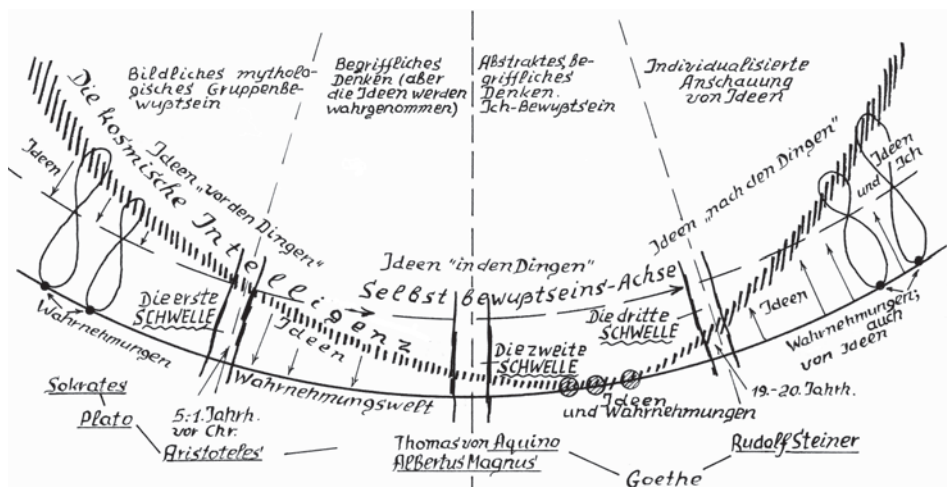 Bildliches mytholo-
gisches Gruppenbe-
wußtsein
Begriffliches
Denken (aber
die Ideen werden
wahrgenommen)
Abstraktes, be-
griffliches
Denken.
Ich-Bewußtsein
Individualisierte
Anschauung
von Ideen
Die kosmische Intelligenz
Ideen
Ideen „vor den Dingen"
Ideen "in den Dingen"
Ideen „nach den Dingen"
Selbstbewußtseins-Achse
Ideen
und Ich
Die erste
SCHWELLE
Ideen
Die zweite
SCHWELLE
Die dritte
SCHWELLE
Ideen
Wahrnehmungen
Wahrnehmungswelt
Ideen
und Wahrnehmungen
Wahrnehmungen,
auch
von Ideen
19.-20. Jahrh.
Sokrates
Plato
5.-1. Jahrh.
vor Chr.
Aristoteles
Thomas von Aquino
Albertus Magnus
Goethe
Rudolf Steiner